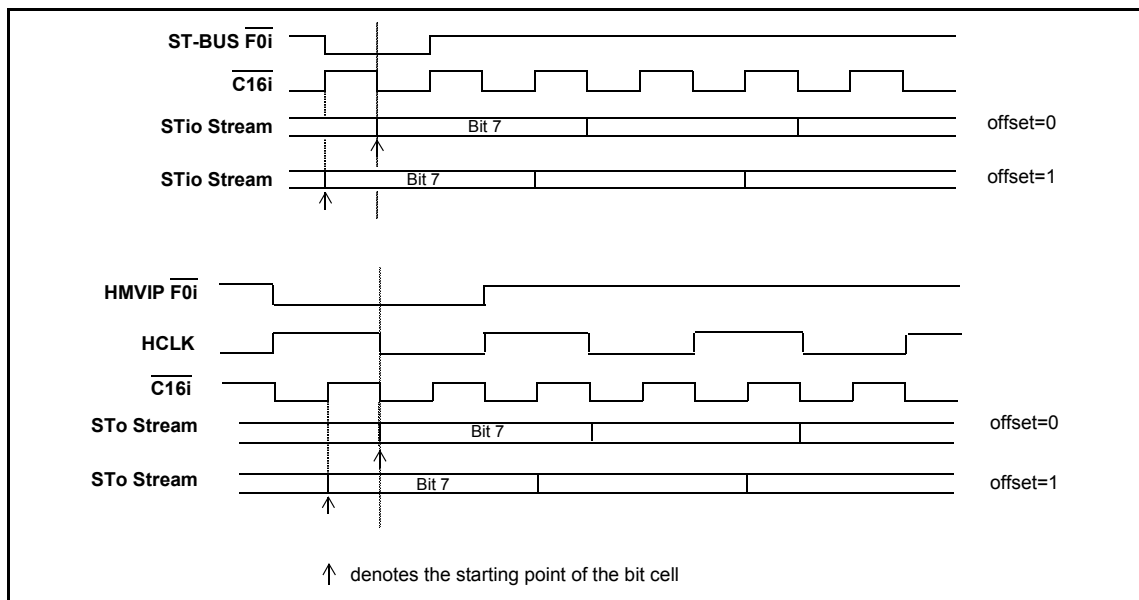 ST-BUS F0i
C16i
STio Stream Bit 7 offset=0
STio Stream Bit 7 offset=1
HMVIP F0i
HCLK
C16i
STo Stream Bit 7 offset=0
STo Stream Bit 7 offset=1
denotes the starting point of the bit cell